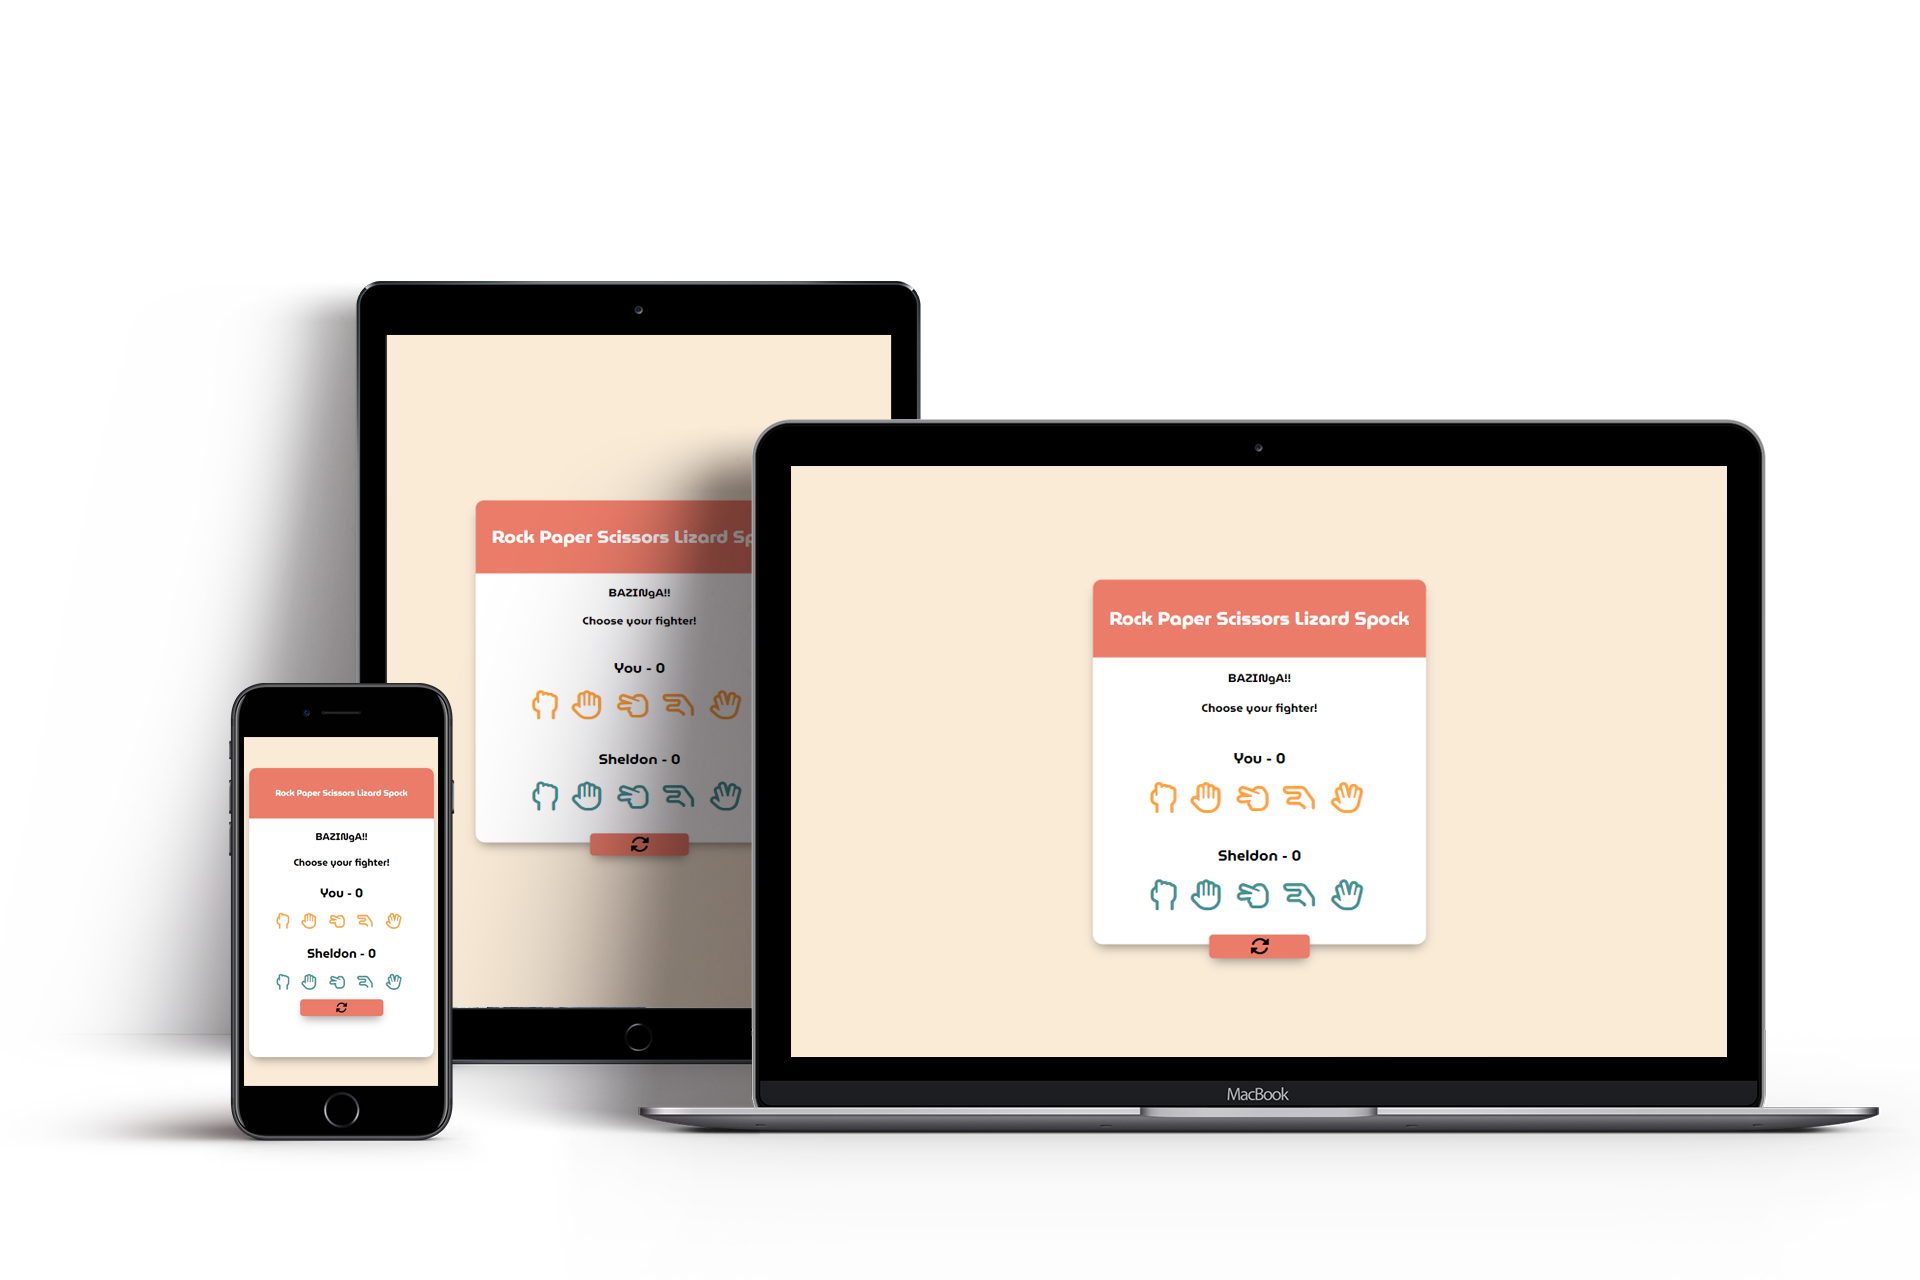 Rock Paper Scissors Lizard Sp
BAZINgA!!
Choose your fighter!
You - 0
Sheldon - 0
Rock Paper Scissors Lizard Spock
BAZINgA!!
Choose your fighter!
You - 0
Sheldon - 0
MacBook
Rock Paper Scissors Lizard Spock
BAZINgA!!
Choose your fighter!
You - 0
Sheldon - 0